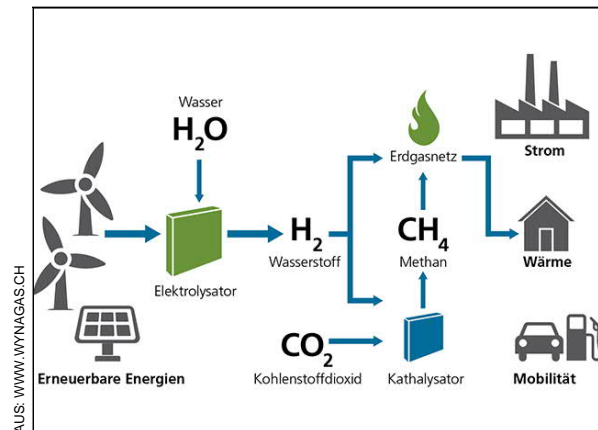 Wasser
H₂O
Erdgasnetz
Strom
H₂
Wasserstoff
CH₄
Methan
Wärme
Elektrolysator
CO₂
Kohlenstoffdioxid
Kathalysator
Erneuerbare Energien
Mobilität
AUS: WWW.WYNAGAS.CH